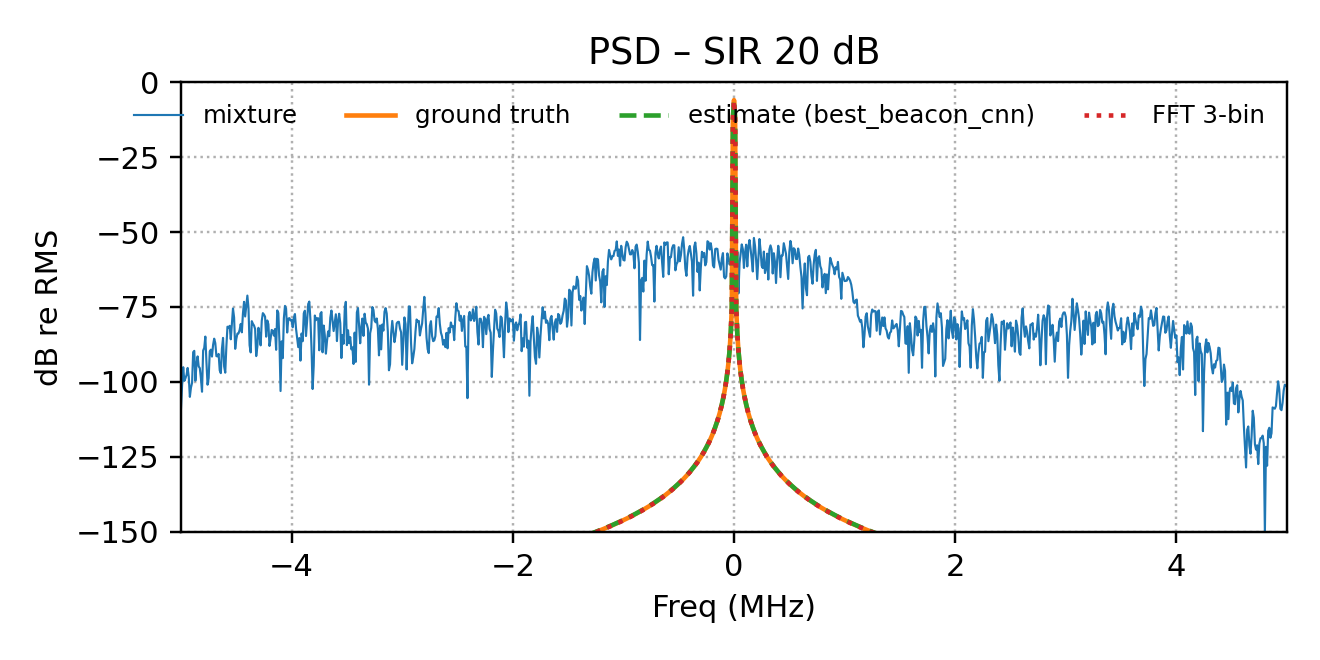 PSD – SIR 20 dB
mixture ground truth estimate (best_beacon_cnn) FFT 3-bin
0
−25
−50
−75
−100
−125
−150
dB re RMS
−4 −2 0 2 4
Freq (MHz)